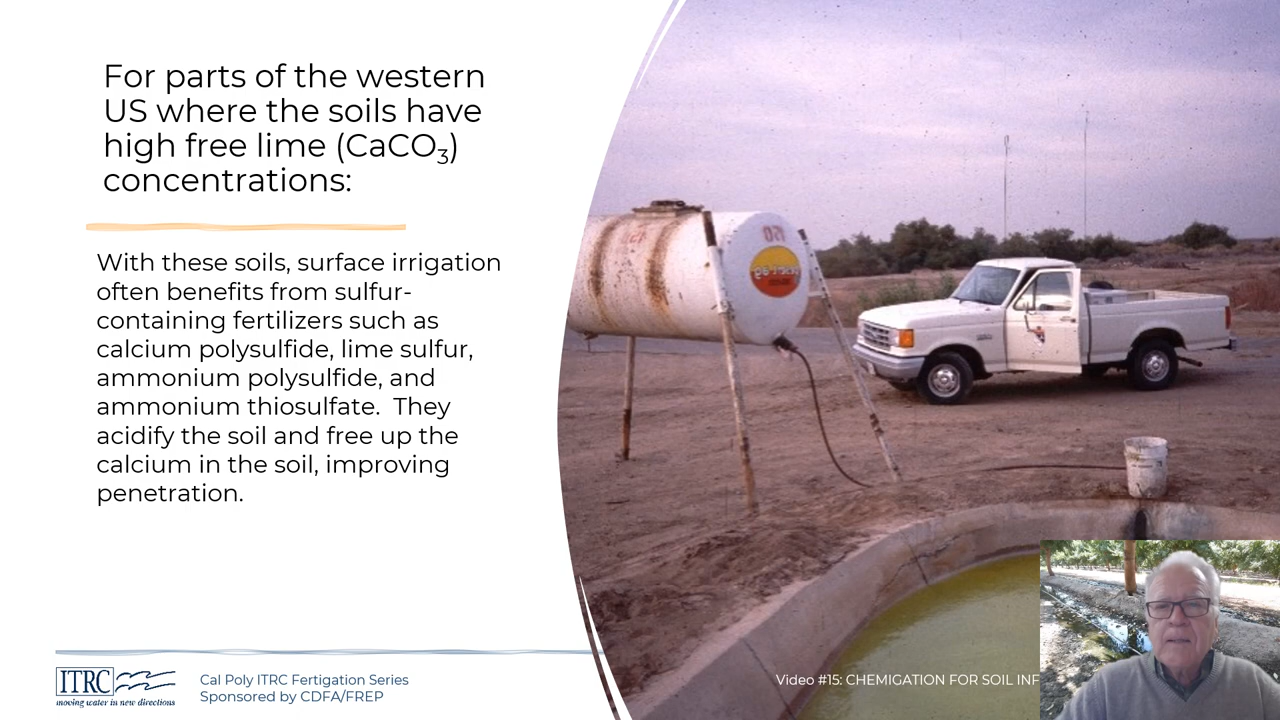 For parts of the western
US where the soils have
high free lime (CaCO₃)
concentrations:
With these soils, surface irrigation
often benefits from sulfur-
containing fertilizers such as
calcium polysulfide, lime sulfur,
ammonium polysulfide, and
ammonium thiosulfate.  They
acidify the soil and free up the
calcium in the soil, improving
penetration.
ITRC
moving water in new directions
Cal Poly ITRC Fertigation Series
Sponsored by CDFA/FREP
Video #15: CHEMIGATION FOR SOIL INF